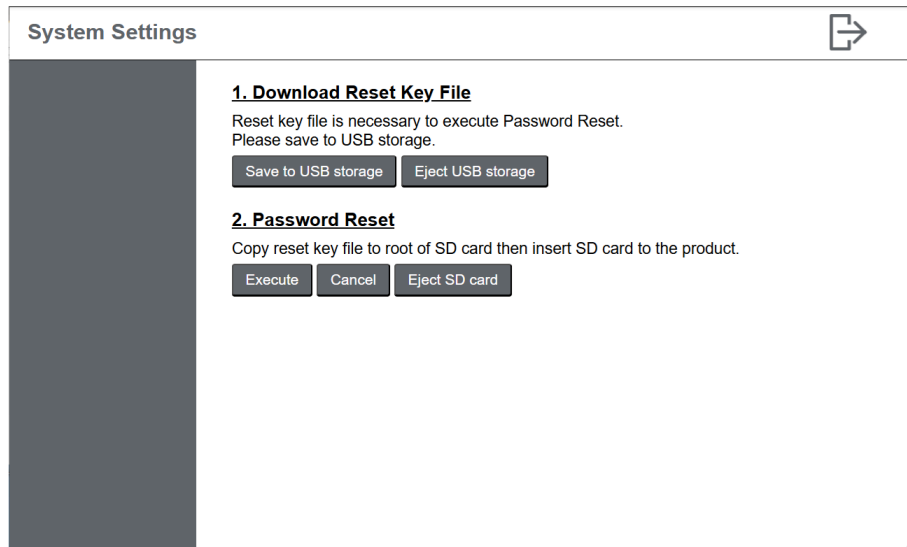 System Settings
1. Download Reset Key File
Reset key file is necessary to execute Password Reset.
Please save to USB storage.
Save to USB storage Eject USB storage
2. Password Reset
Copy reset key file to root of SD card then insert SD card to the product.
Execute Cancel Eject SD card